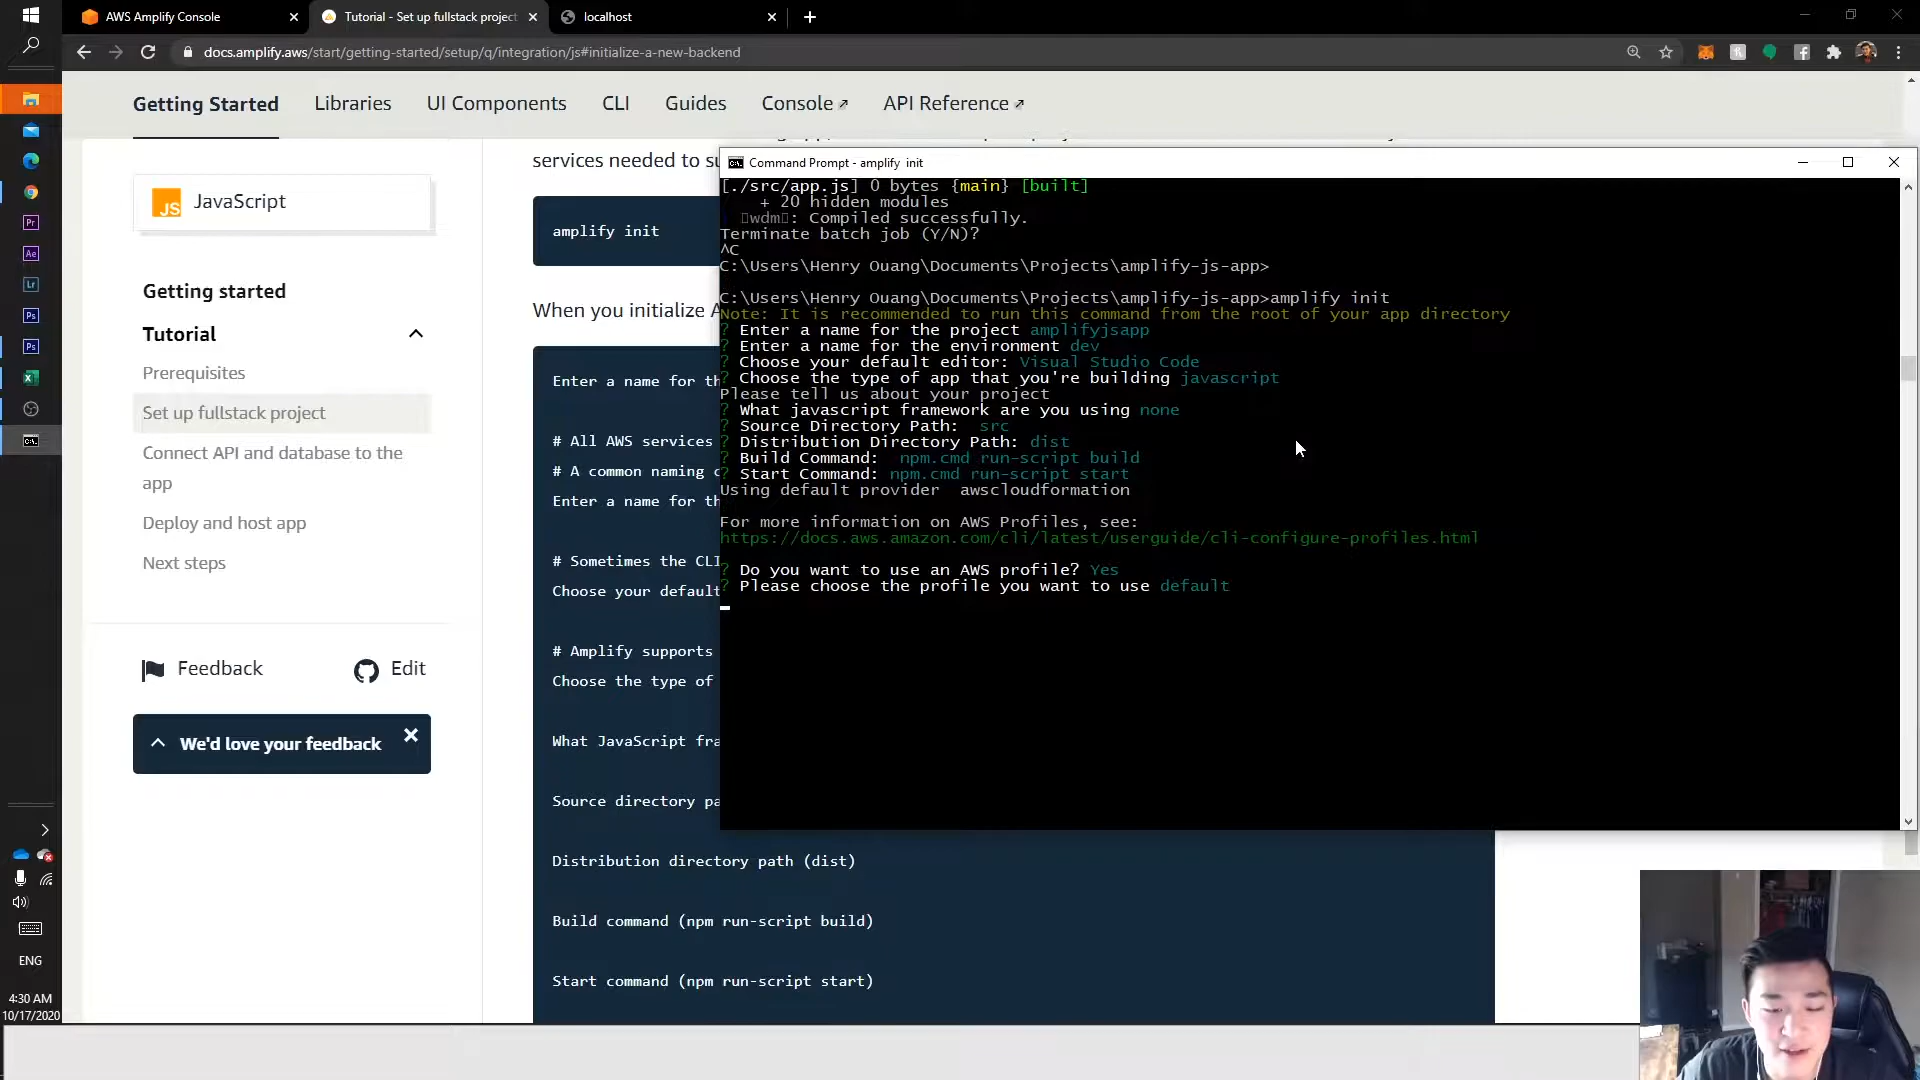 AWS Amplify Console
Tutorial - Set up fullstack project
localhost
docs.amplify.aws/start/getting-started/setup/q/integration/js#initialize-a-new-backend
Getting Started
Libraries
UI Components
CLI
Guides
Console
API Reference
JS
JavaScript
Getting started
Tutorial
Prerequisites
Set up fullstack project
Connect API and database to the
app
Deploy and host app
Next steps
Feedback
Edit
We'd love your feedback
services needed to su
amplify init
When you initialize A
Enter a name for th
# All AWS services
# A common naming c
Enter a name for th
# Sometimes the CLI
Choose your default
# Amplify supports
Choose the type of
What JavaScript fra
Source directory pa
Distribution directory path (dist)
Build command (npm run-script build)
Start command (npm run-script start)
Command Prompt - amplify init
[./src/app.js] 0 bytes {main} [built]
+ 20 hidden modules
wdm: Compiled successfully.
Terminate batch job (Y/N)?
^C
C:\Users\Henry Ouang\Documents\Projects\amplify-js-app>
C:\Users\Henry Ouang\Documents\Projects\amplify-js-app>amplify init
Note: It is recommended to run this command from the root of your app directory
? Enter a name for the project amplifyjsapp
? Enter a name for the environment dev
? Choose your default editor: Visual Studio Code
? Choose the type of app that you're building javascript
Please tell us about your project
? What javascript framework are you using none
? Source Directory Path:  src
? Distribution Directory Path: dist
? Build Command:  npm.cmd run-script build
? Start Command: npm.cmd run-script start
Using default provider  awscloudformation
For more information on AWS Profiles, see:
https://docs.aws.amazon.com/cli/latest/userguide/cli-configure-profiles.html
? Do you want to use an AWS profile? Yes
? Please choose the profile you want to use default
Pr
Ae
Lr
Ps
Ps
ENG
4:30 AM
10/17/2020